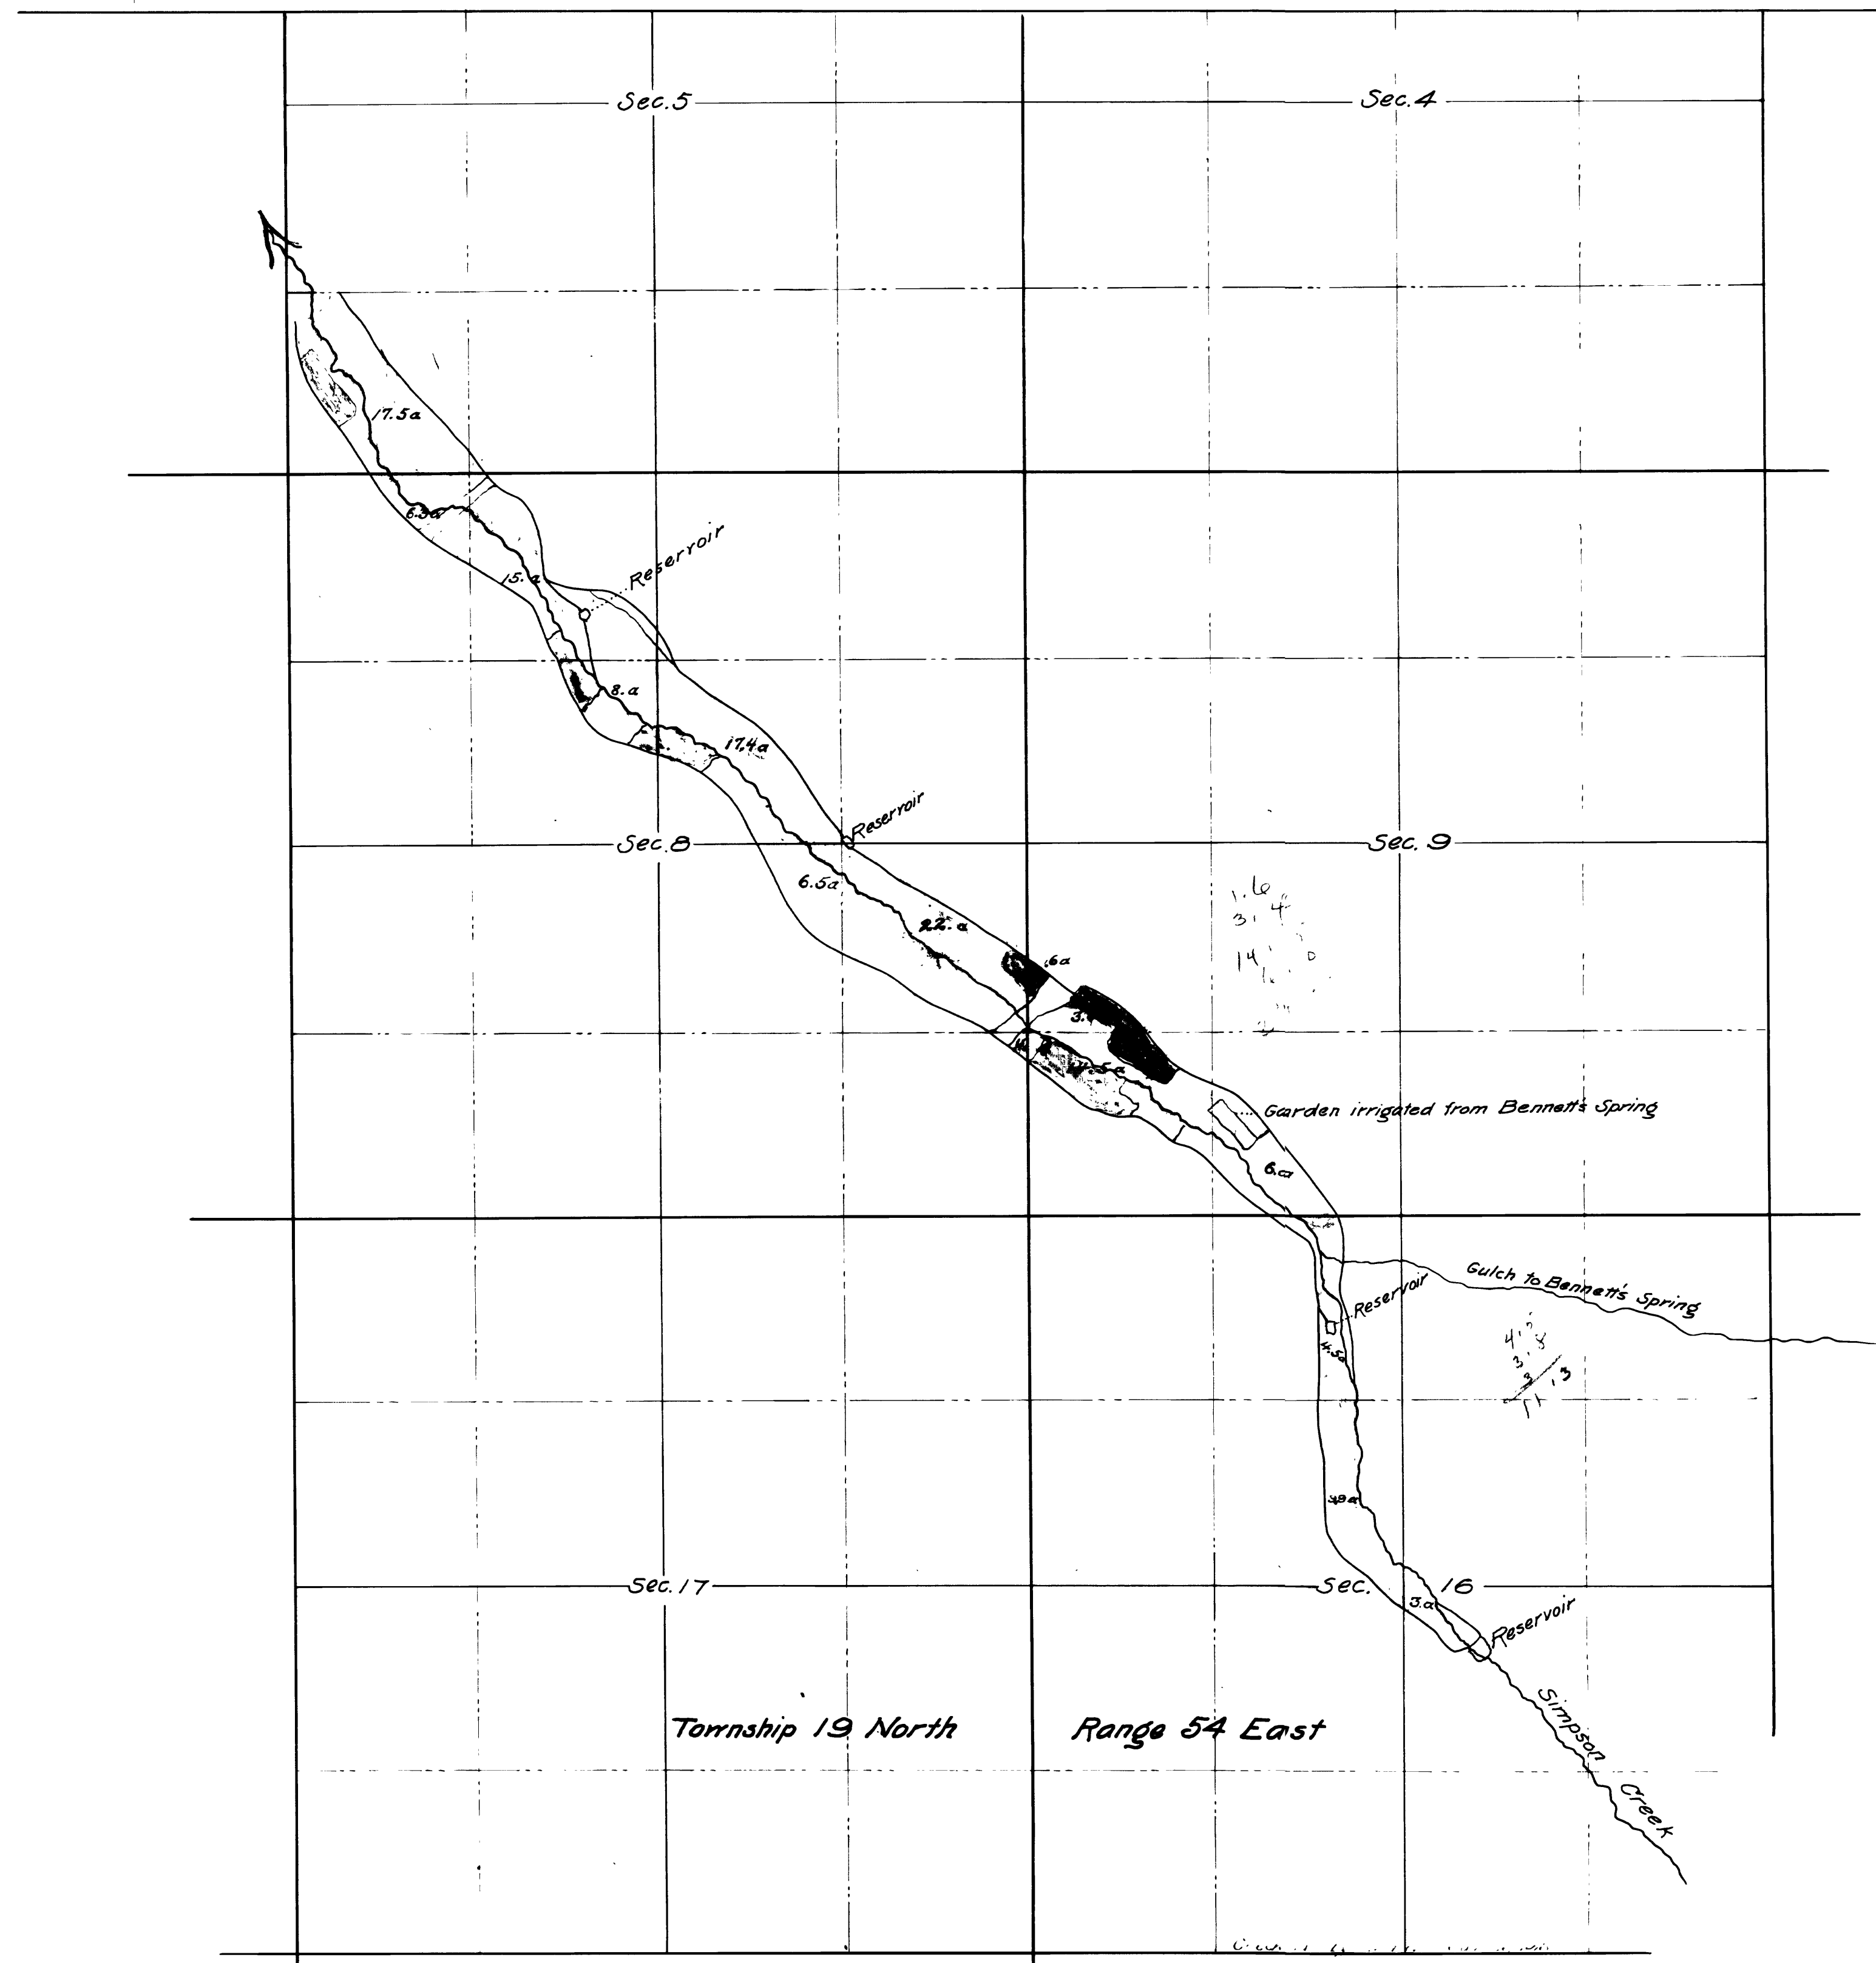 Sec. 5
Sec. 4
17.5a
6.3a
Reservoir
15. a
8. a
17.4a
Reservoir
Sec. 8
Sec. 9
6.5a
22. a
.6a
Garden irrigated from Bennett's Spring
6. a
Gulch to Bennett's Spring
Reservoir
4.5a
Sec. 17
Sec. 16
3. a
Reservoir
Township 19 North Range 54 East
Simpson Creek